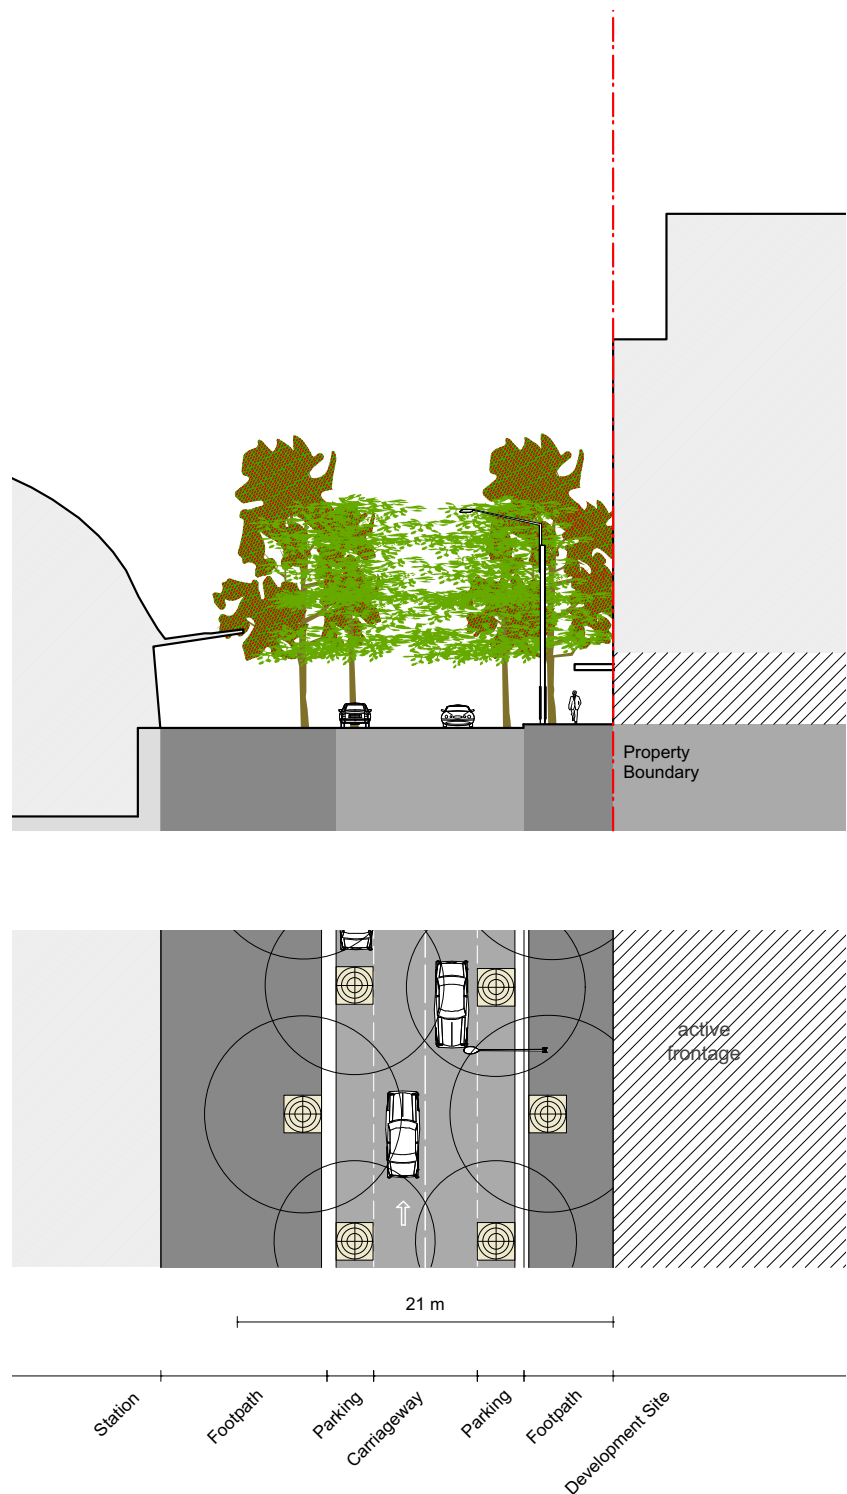 Property
Boundary
active
frontage
21 m
Station
Footpath
Parking
Carriageway
Parking
Footpath
Development Site